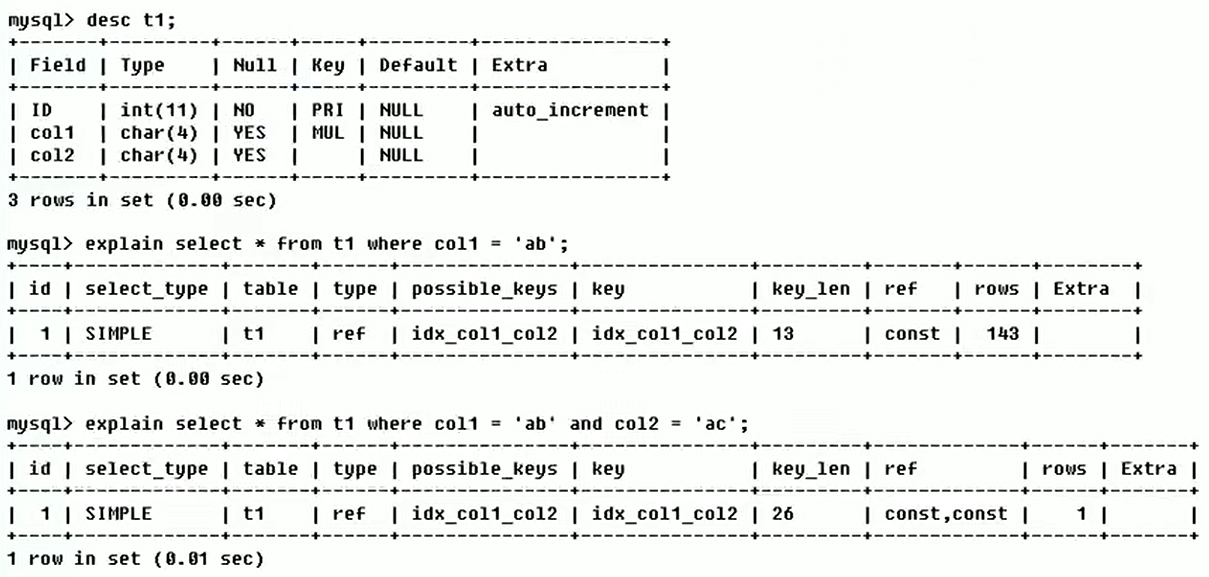 mysql> desc t1;
+-------+---------+------+-----+---------+----------------+
| Field | Type    | Null | Key | Default | Extra          |
+-------+---------+------+-----+---------+----------------+
| ID    | int(11) | NO   | PRI | NULL    | auto_increment |
| col1  | char(4) | YES  | MUL | NULL    |                |
| col2  | char(4) | YES  |     | NULL    |                |
+-------+---------+------+-----+---------+----------------+
3 rows in set (0.00 sec)
mysql> explain select * from t1 where col1 = 'ab';
+----+-------------+-------+------+---------------+---------------+---------+-------+------+-------+
| id | select_type | table | type | possible_keys | key           | key_len | ref   | rows | Extra |
+----+-------------+-------+------+---------------+---------------+---------+-------+------+-------+
| 1 | SIMPLE      | t1    | ref  | idx_col1_col2 | idx_col1_col2 | 13      | const | 143 |       |
+----+-------------+-------+------+---------------+---------------+---------+-------+------+-------+
1 row in set (0.00 sec)
mysql> explain select * from t1 where col1 = 'ab' and col2 = 'ac';
+----+-------------+-------+------+---------------+---------------+---------+-------------+------+-------+
| id | select_type | table | type | possible_keys | key           | key_len | ref         | rows | Extra |
+----+-------------+-------+------+---------------+---------------+---------+-------------+------+-------+
| 1 | SIMPLE      | t1    | ref  | idx_col1_col2 | idx_col1_col2 | 26      | const,const | 1 |       |
+----+-------------+-------+------+---------------+---------------+---------+-------------+------+-------+
1 row in set (0.01 sec)